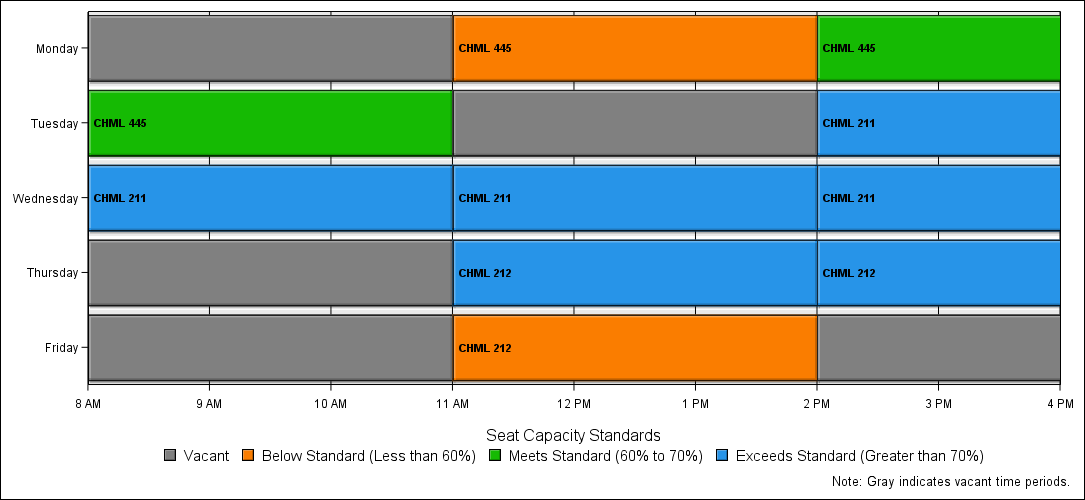 Monday
CHML 445
CHML 445
Tuesday
CHML 445
CHML 211
Wednesday
CHML 211
CHML 211
CHML 211
Thursday
CHML 212
CHML 212
Friday
CHML 212
8 AM 9 AM 10 AM 11 AM 12 PM 1 PM 2 PM 3 PM 4 PM
Seat Capacity Standards
Vacant Below Standard (Less than 60%) Meets Standard (60% to 70%) Exceeds Standard (Greater than 70%)
Note: Gray indicates vacant time periods.